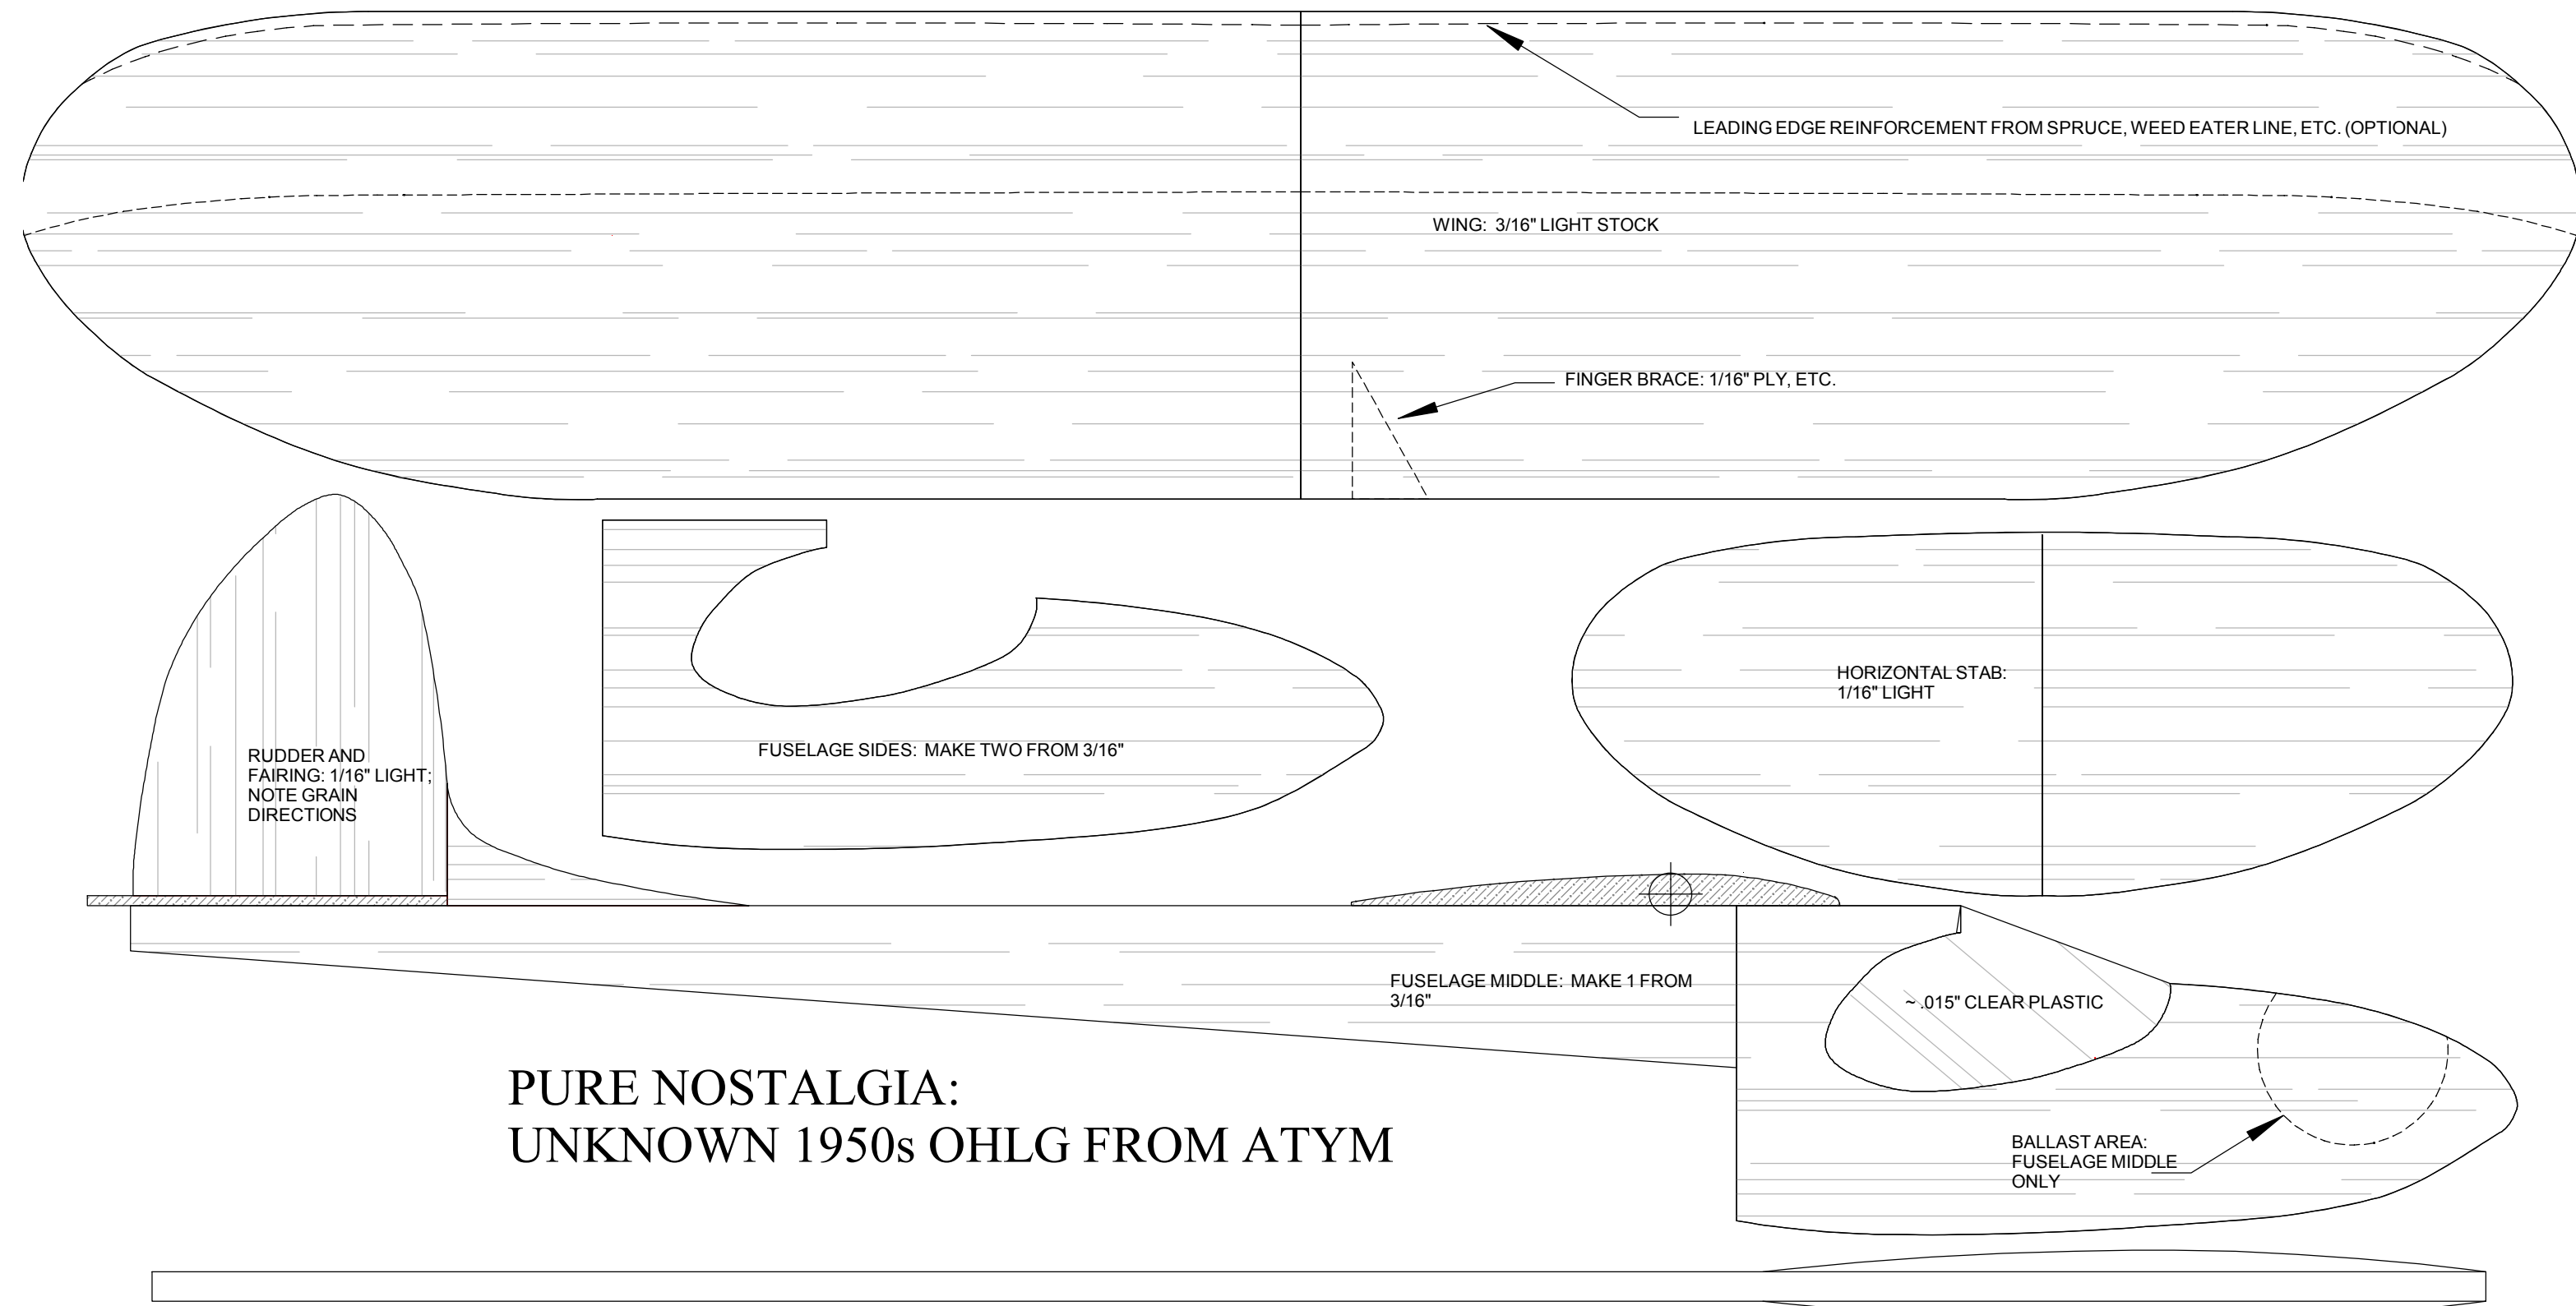 LEADING EDGE REINFORCEMENT FROM SPRUCE, WEED EATER LINE, ETC. (OPTIONAL)
WING: 3/16" LIGHT STOCK
FINGER BRACE: 1/16" PLY, ETC.
HORIZONTAL STAB:
1/16" LIGHT
FUSELAGE SIDES: MAKE TWO FROM 3/16"
RUDDER AND
FAIRING: 1/16" LIGHT;
NOTE GRAIN
DIRECTIONS
FUSELAGE MIDDLE: MAKE 1 FROM
3/16"
~ .015" CLEAR PLASTIC
PURE NOSTALGIA:
UNKNOWN 1950s OHLG FROM ATYM
BALLAST AREA:
FUSELAGE MIDDLE
ONLY